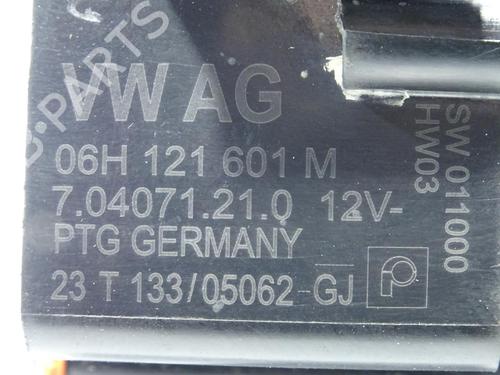 VW AG
06H 121 601 M
7.04071.21.0 12V-
PTG GERMANY
23 T 133/05062 GJ
SW 011000
HW03
B-PARTS